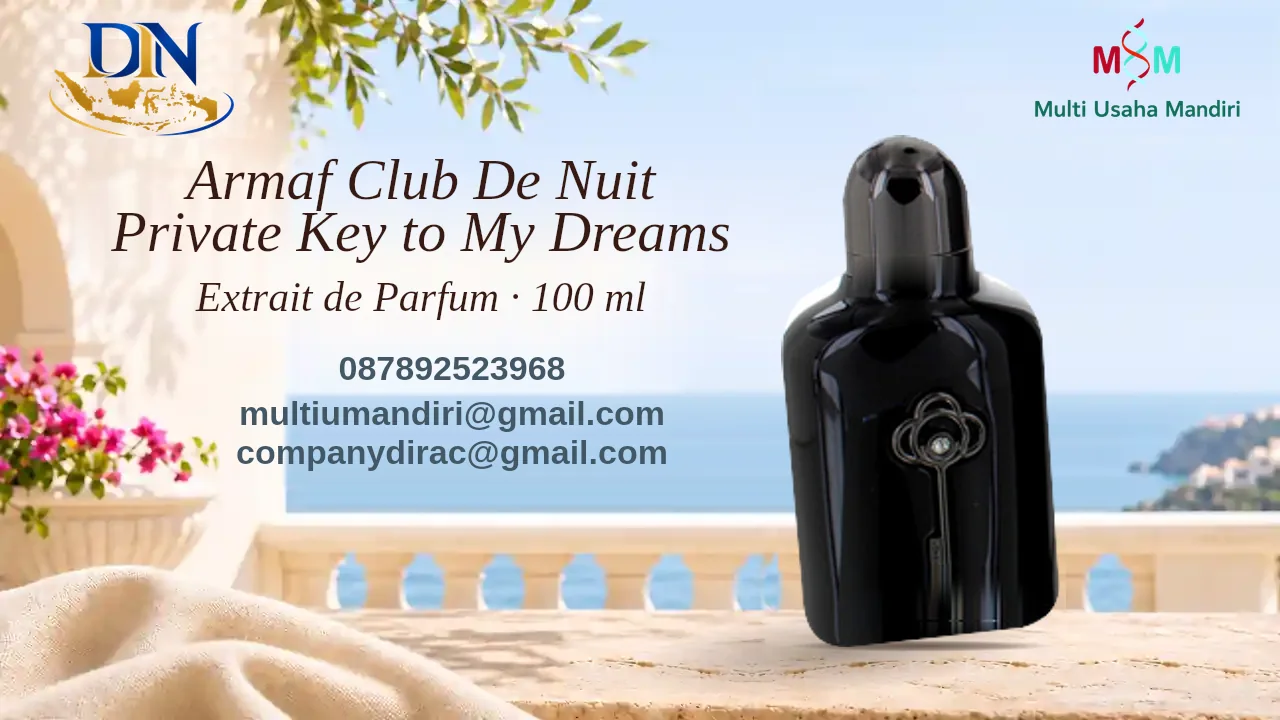 DIN
MSM
Multi Usaha Mandiri
Armaf Club De Nuit
Private Key to My Dreams
Extrait de Parfum · 100 ml
087892523968
multiumandiri@gmail.com
companydirac@gmail.com